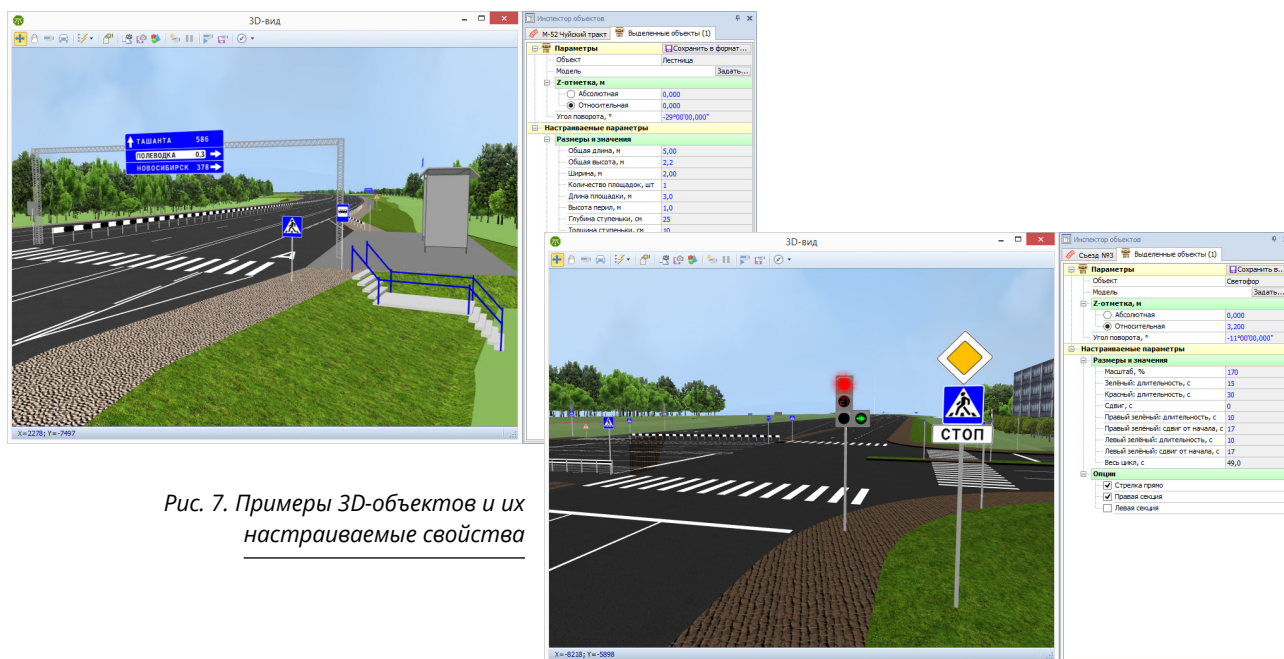 3D-вид
Инспектор объектов
М-52 Чуйский тракт
Выделенные объекты (1)
Параметры
Сохранить в формат...
Объект
Лестница
Модель
Задать...
Z-отметка, м
Абсолютная
0,000
Относительная
0,000
Угол поворота, °
-29°00'00,000"
Настраиваемые параметры
Размеры и значения
Общая длина, м
5,00
Общая высота, м
2,2
Ширина, м
2,00
Количество площадок, шт
1
Длина площадки, м
3,0
Высота перил, м
1,0
Глубина ступеньки, см
25
Толщина ступеньки, см
10
ТАШАНТА 586
ПОЛЕВОДКА 0.3
НОВОСИБИРСК 378
X=2278; Y=-7497
3D-вид
Инспектор объектов
Съезд №3
Выделенные объекты (1)
Параметры
Сохранить в...
Объект
Светофор
Модель
Задать...
Z-отметка, м
Абсолютная
0,000
Относительная
3,200
Угол поворота, °
-11°00'00,000"
Настраиваемые параметры
Размеры и значения
Масштаб, %
170
Зелёный: длительность, с
15
Красный: длительность, с
30
Сдвиг, с
0
Правый зелёный: длительность, с
10
Правый зелёный: сдвиг от начала, с
17
Левый зелёный: длительность, с
10
Левый зелёный: сдвиг от начала, с
17
Весь цикл, с
49,0
Опции
Стрелка прямо
Правая секция
Левая секция
СТОП
X=-8218; Y=-5898
Рис. 7. Примеры 3D-объектов и их
настраиваемые свойства